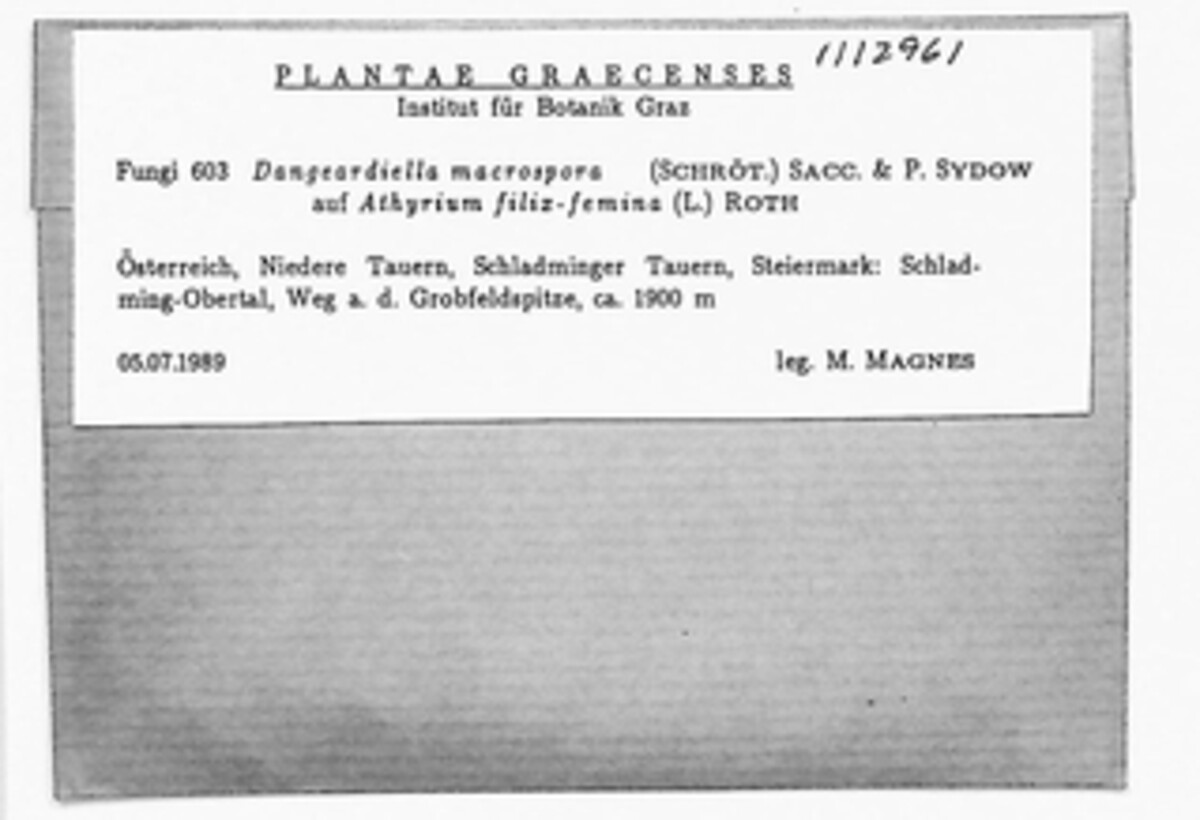 1112961
PLANTAE GRAECENSES
Institut für Botanik Graz
Fungi 603 Dangeardiella macrospora (SCHRÖT.) SACC. & P. SYDOW
auf Athyrium filix-femina (L.) ROTH
Österreich, Niedere Tauern, Schladminger Tauern, Steiermark: Schlad-
ming-Obertal, Weg a. d. Grobfeldspitze, ca. 1900 m
05.07.1989 leg. M. MAGNES